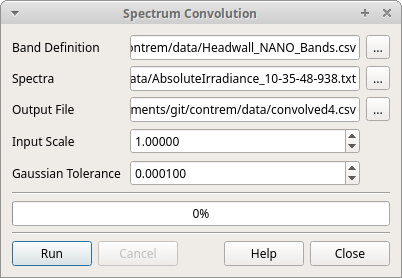 Spectrum Convolution
Band Definition ontrem/data/Headwall_NANO_Bands.csv ...
Spectra ata/AbsoluteIrradiance_10-35-48-938.txt ...
Output File ments/git/contrem/data/convolved4.csv ...
Input Scale 1.00000
Gaussian Tolerance 0.000100
0%
Run Cancel Help Close